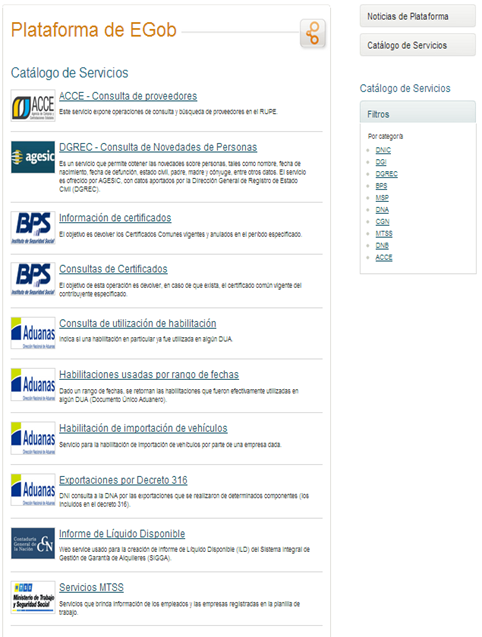 Plataforma de EGob
Catálogo de Servicios
ACCE
ACCE - Consulta de proveedores
Este servicio expone operaciones de consulta y búsqueda de proveedores en el RUPE.
agesic
DGREC - Consulta de Novedades de Personas
Es un servicio que permite obtener las novedades sobre personas, tales como nombre, fecha de
nacimiento, fecha de defunción, estado civil, padre, madre y cónyuge, entre otros datos. El servicio
es ofrecido por AGESIC, con datos aportados por la Dirección General de Registro de Estado
Civil (DGREC).
BPS
Instituto de Seguridad Social
Información de certificados
El objetivo es devolver los Certificados Comunes vigentes y anulados en el período especificado.
BPS
Instituto de Seguridad Social
Consultas de Certificados
El objetivo de esta operación es devolver, en caso de que exista, el certificado común vigente del
contribuyente especificado.
Aduanas
Dirección Nacional de Aduanas
Consulta de utilización de habilitación
Indica si una habilitación en particular ya fue utilizada en algún DUA.
Aduanas
Dirección Nacional de Aduanas
Habilitaciones usadas por rango de fechas
Dado un rango de fechas, se retornan las habilitaciones que fueron efectivamente utilizadas en
algún DUA (Documento Único Aduanero).
Aduanas
Dirección Nacional de Aduanas
Habilitación de importación de vehículos
Servicio para la habilitación de importación de vehículos por parte de una empresa dada.
Aduanas
Dirección Nacional de Aduanas
Exportaciones por Decreto 316
DNI consulta a la DNA por las exportaciones que se realizaron de determinados componentes (los
incluidos en el decreto 316).
Contaduría
General de
la Nación
CGN
Informe de Líquido Disponible
Web service usado para la creación de Informe de Líquido Disponible (ILD) del Sistema Integral de
Gestión de Garantía de Alquileres (SIGGA).
MTSS
Ministerio de Trabajo
y Seguridad Social
Servicios MTSS
Servicios que brinda información de los empleados y las empresas registradas en la planilla de
trabajo.
Noticias de Plataforma
Catálogo de Servicios
Catálogo de Servicios
Filtros
Por categoría
DNIC
DGI
DGREC
BPS
MSP
DNA
CGN
MTSS
DNB
ACCE